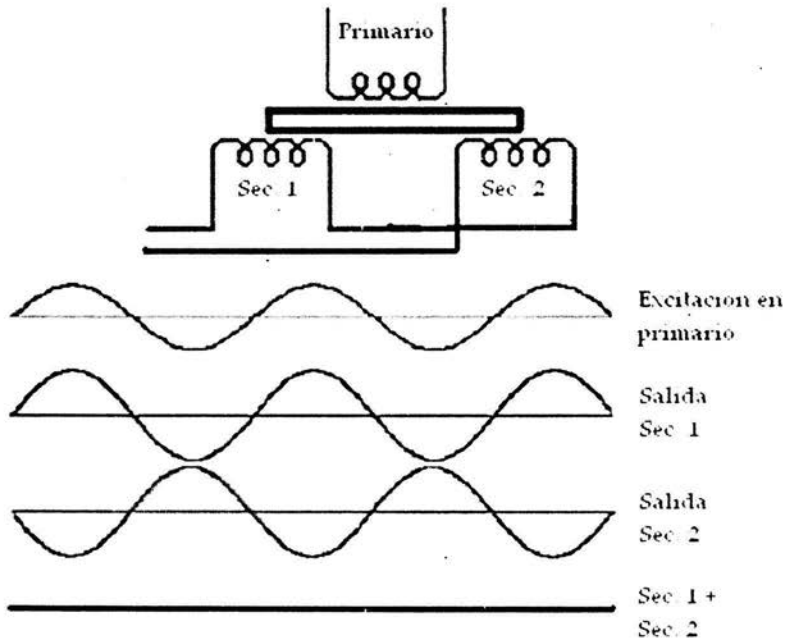 Primario
Sec. 1
Sec. 2
Excitacion en
primario
Salida
Sec. 1
Salida
Sec. 2
Sec. 1 +
Sec. 2